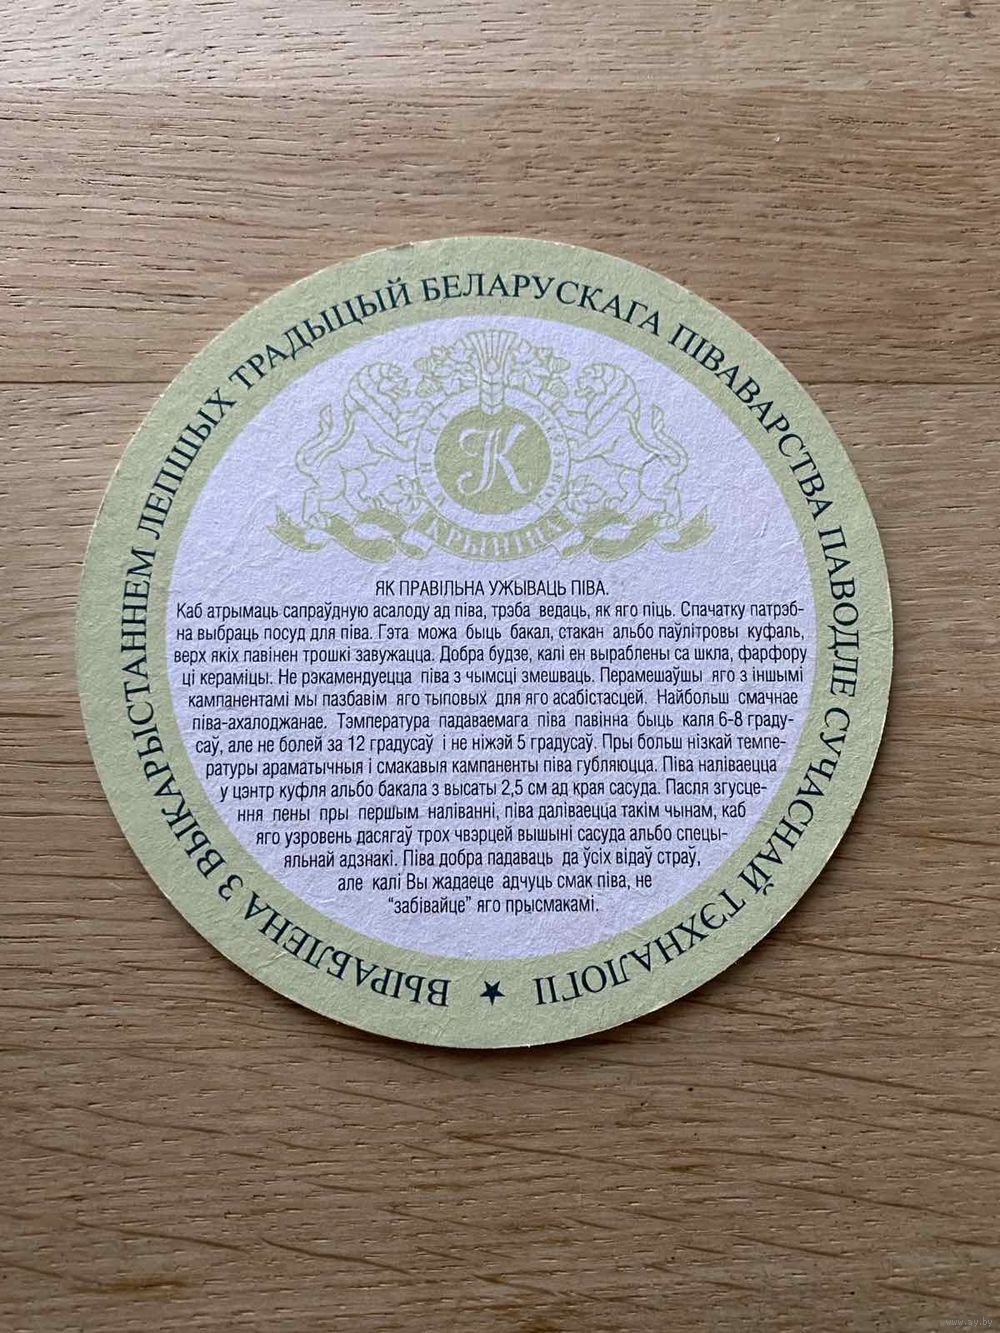 ВЫРАБЛЕНА З ВЫКАРЫСТАННЕМ ЛЕПШЫХ ТРАДЫЦЫЙ БЕЛАРУСКАГА ПІВАВАРСТВА ПАВОДЛЕ СУЧАСНАЙ ТЭХНАЛОГІІ
К
КРЫНІЦА
ЯК ПРАВІЛЬНА УЖЫВАЦЬ ПІВА.
Каб атрымаць сапраўдную асалоду ад піва, трэба ведаць, як яго піць. Спачатку патрэб-
на выбраць посуд для піва. Гэта можа быць бакал, стакан альбо паўлітровы куфаль,
верх якіх павінен трошкі завужацца. Добра будзе, калі ен выраблены са шкла, фарфору
ці кераміцы. Не рэкамендуецца піва з чымсці змешваць. Перамешаўшы яго з іншымі
кампанентамі мы пазбавім яго тыповых для яго асабістасцей. Найбольш смачнае
піва-ахалоджанае. Тэмпература падаваемага піва павінна быць каля 6-8 граду-
саў, але не болей за 12 градусаў і не ніжэй 5 градусаў. Пры больш нізкай темпе-
ратуры араматычныя і смакавыя кампаненты піва губляюцца. Піва наліваецца
у цэнтр куфля альбо бакала з высаты 2,5 см ад края сасуда. Пасля згусце-
ння пены пры першым наліванні, піва даліваецца такім чынам, каб
яго узровень дасягаў трох чвэрцей вышыні сасуда альбо спецы-
яльнай адзнакі. Піва добра падаваць да ўсіх відаў страў,
але калі Вы жадаеце адчуць смак піва, не
“забівайце” яго прысмакамі.
www.ay.by